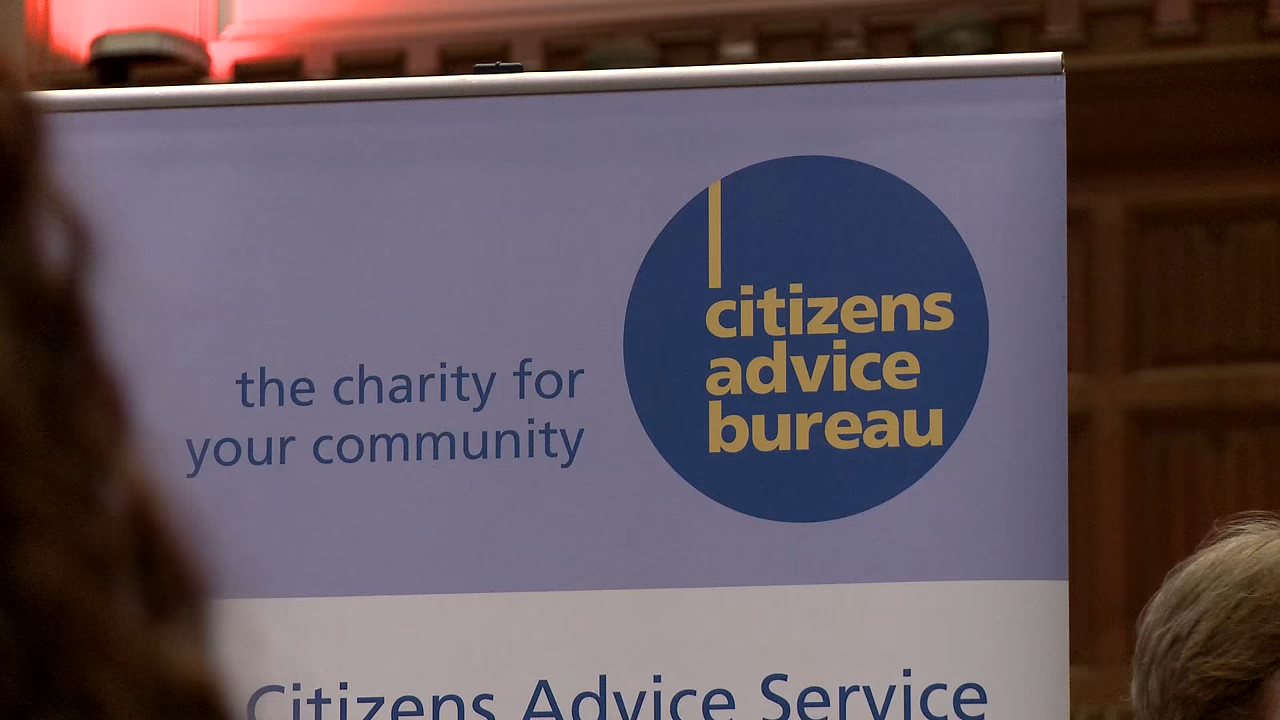 the charity for
your community
citizens
advice
bureau
Citizens Advice Service